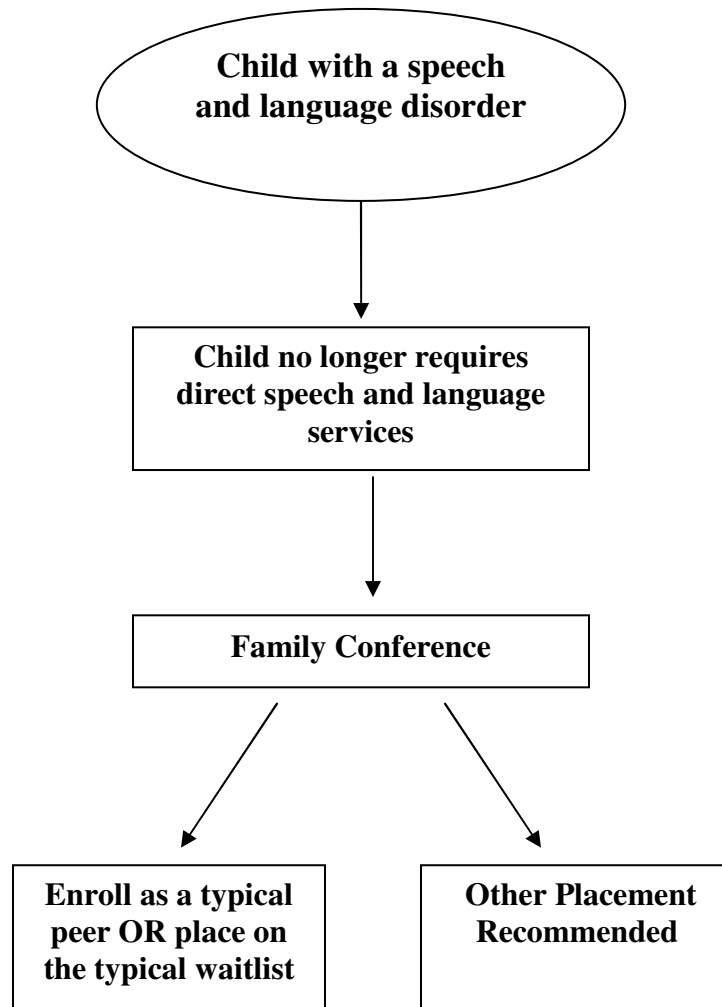 Child with a speech
and language disorder
Child no longer requires
direct speech and language
services
Family Conference
Enroll as a typical
peer OR place on
the typical waitlist
Other Placement
Recommended